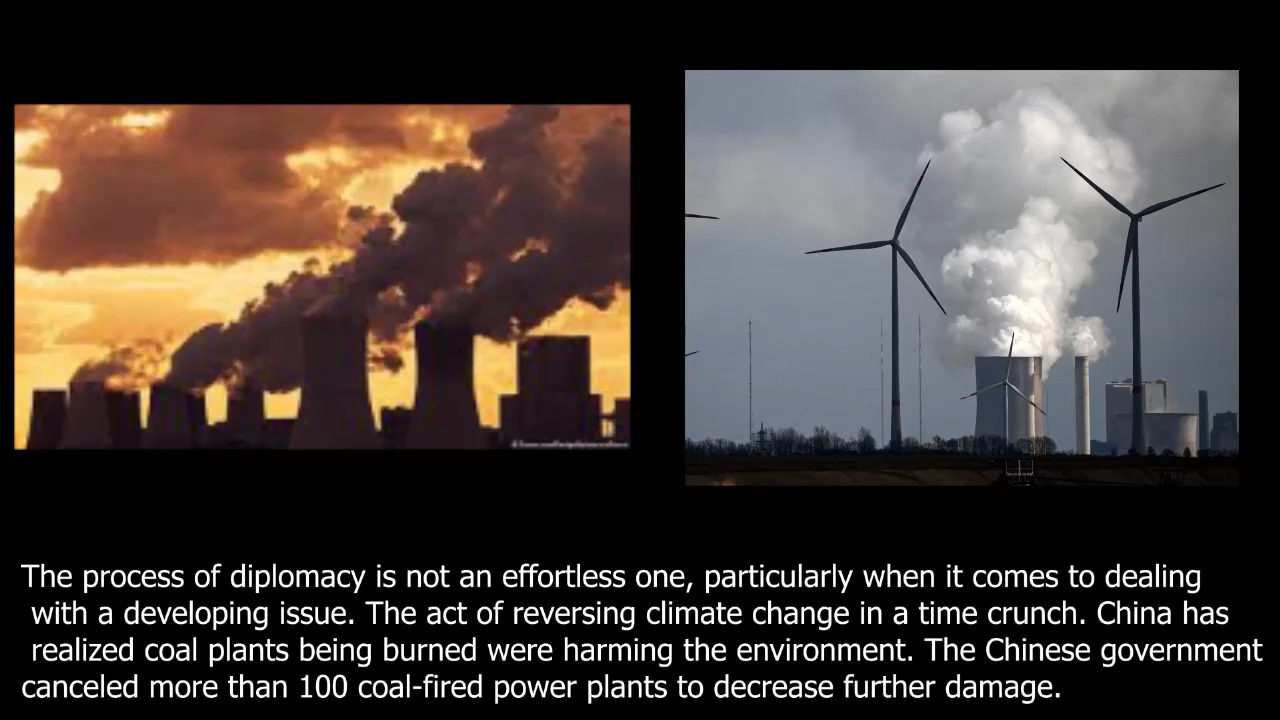 The process of diplomacy is not an effortless one, particularly when it comes to dealing
with a developing issue. The act of reversing climate change in a time crunch. China has
realized coal plants being burned were harming the environment. The Chinese government
canceled more than 100 coal-fired power plants to decrease further damage.